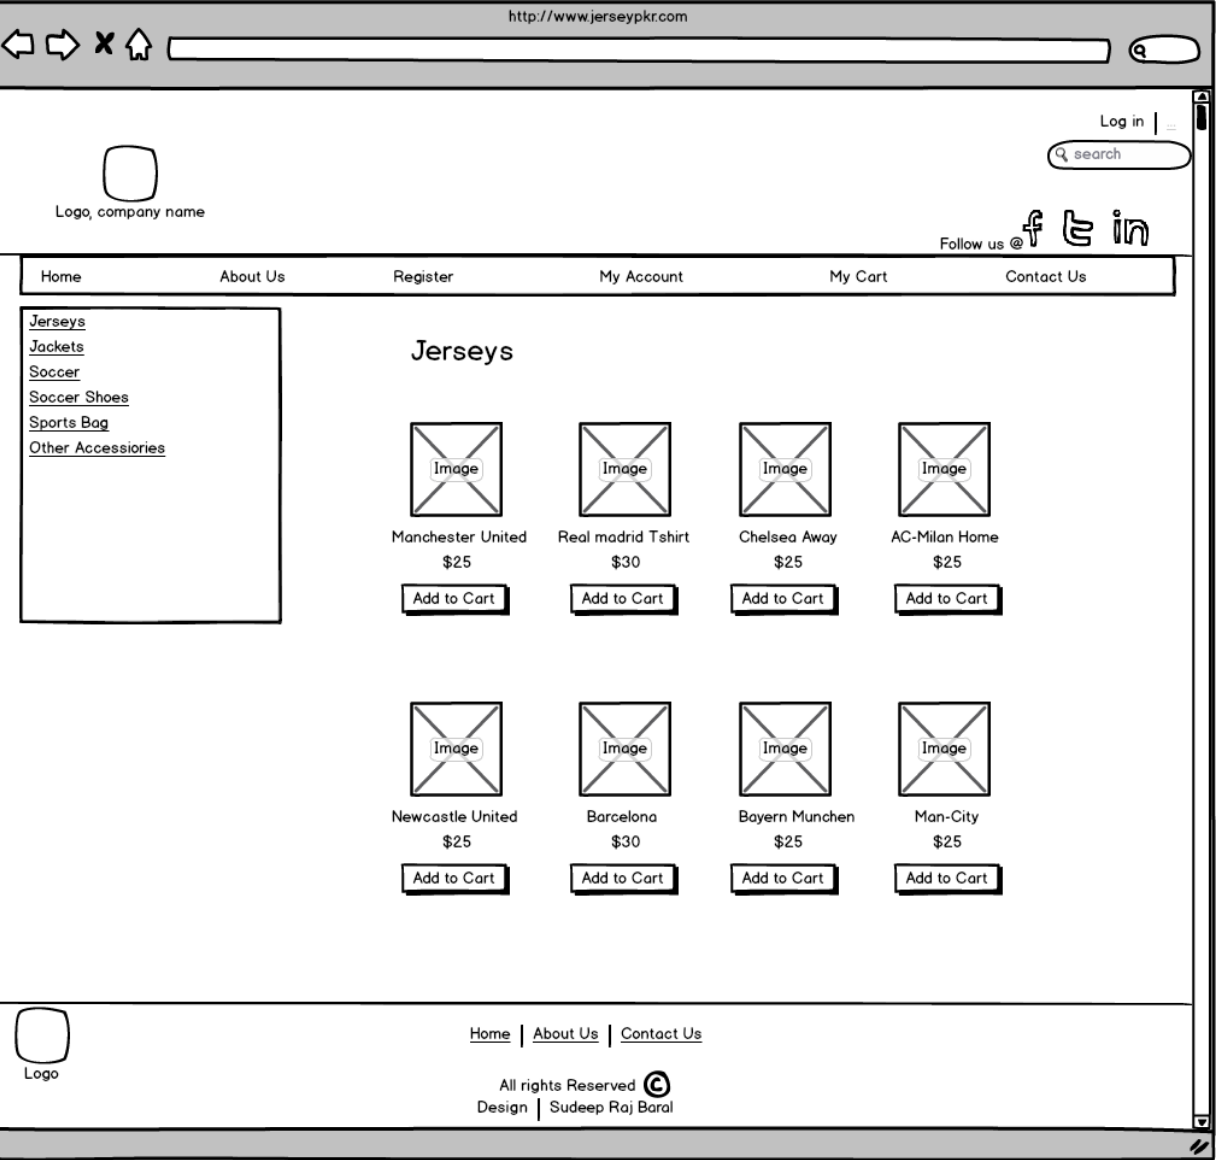 http://www.jerseypkr.com
Log in | ...
search
Logo, company name
Follow us @
Home About Us Register My Account My Cart Contact Us
Jerseys
Jackets
Soccer
Soccer Shoes
Sports Bag
Other Accessiories
Jerseys
Image Image Image Image
Manchester United Real madrid Tshirt Chelsea Away AC-Milan Home
$25 $30 $25 $25
Add to Cart Add to Cart Add to Cart Add to Cart
Image Image Image Image
Newcastle United Barcelona Bayern Munchen Man-City
$25 $30 $25 $25
Add to Cart Add to Cart Add to Cart Add to Cart
Logo
Home | About Us | Contact Us
All rights Reserved ©
Design | Sudeep Raj Baral